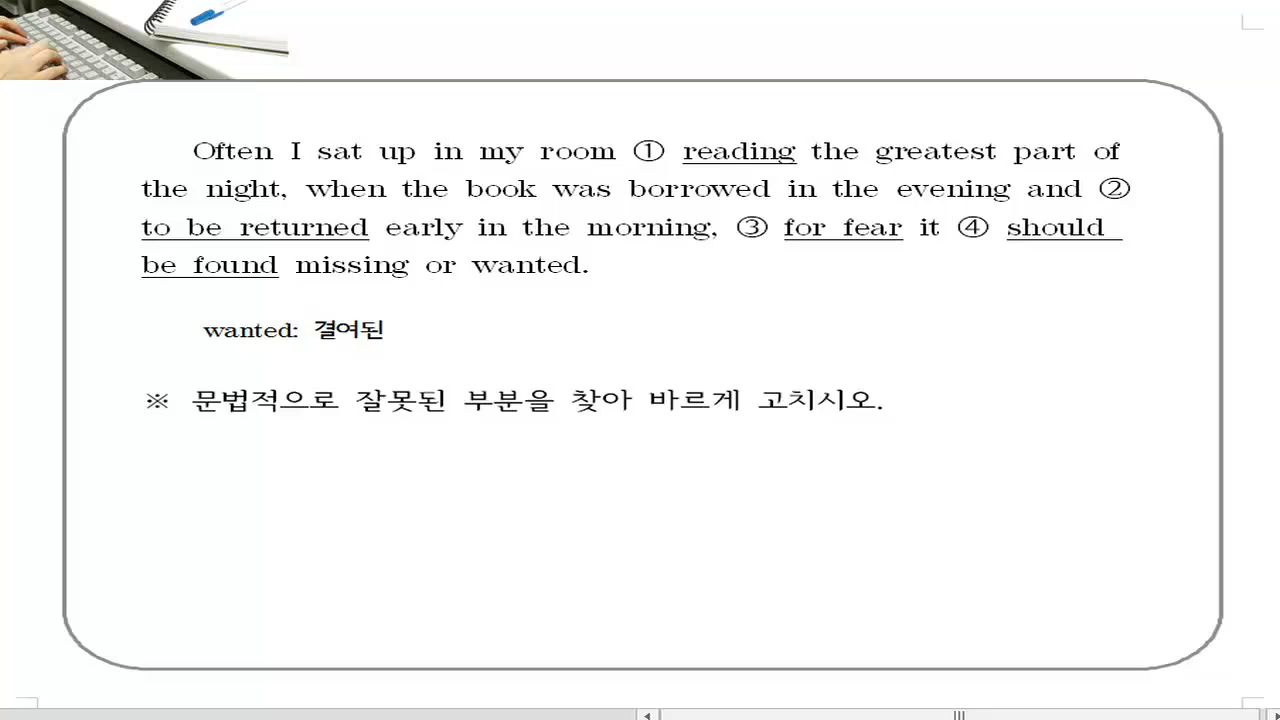 Often I sat up in my room ① reading the greatest part of
the night, when the book was borrowed in the evening and ②
to be returned early in the morning, ③ for fear it ④ should
be found missing or wanted.
wanted: 결여된
※ 문법적으로 잘못된 부분을 찾아 바르게 고치시오.